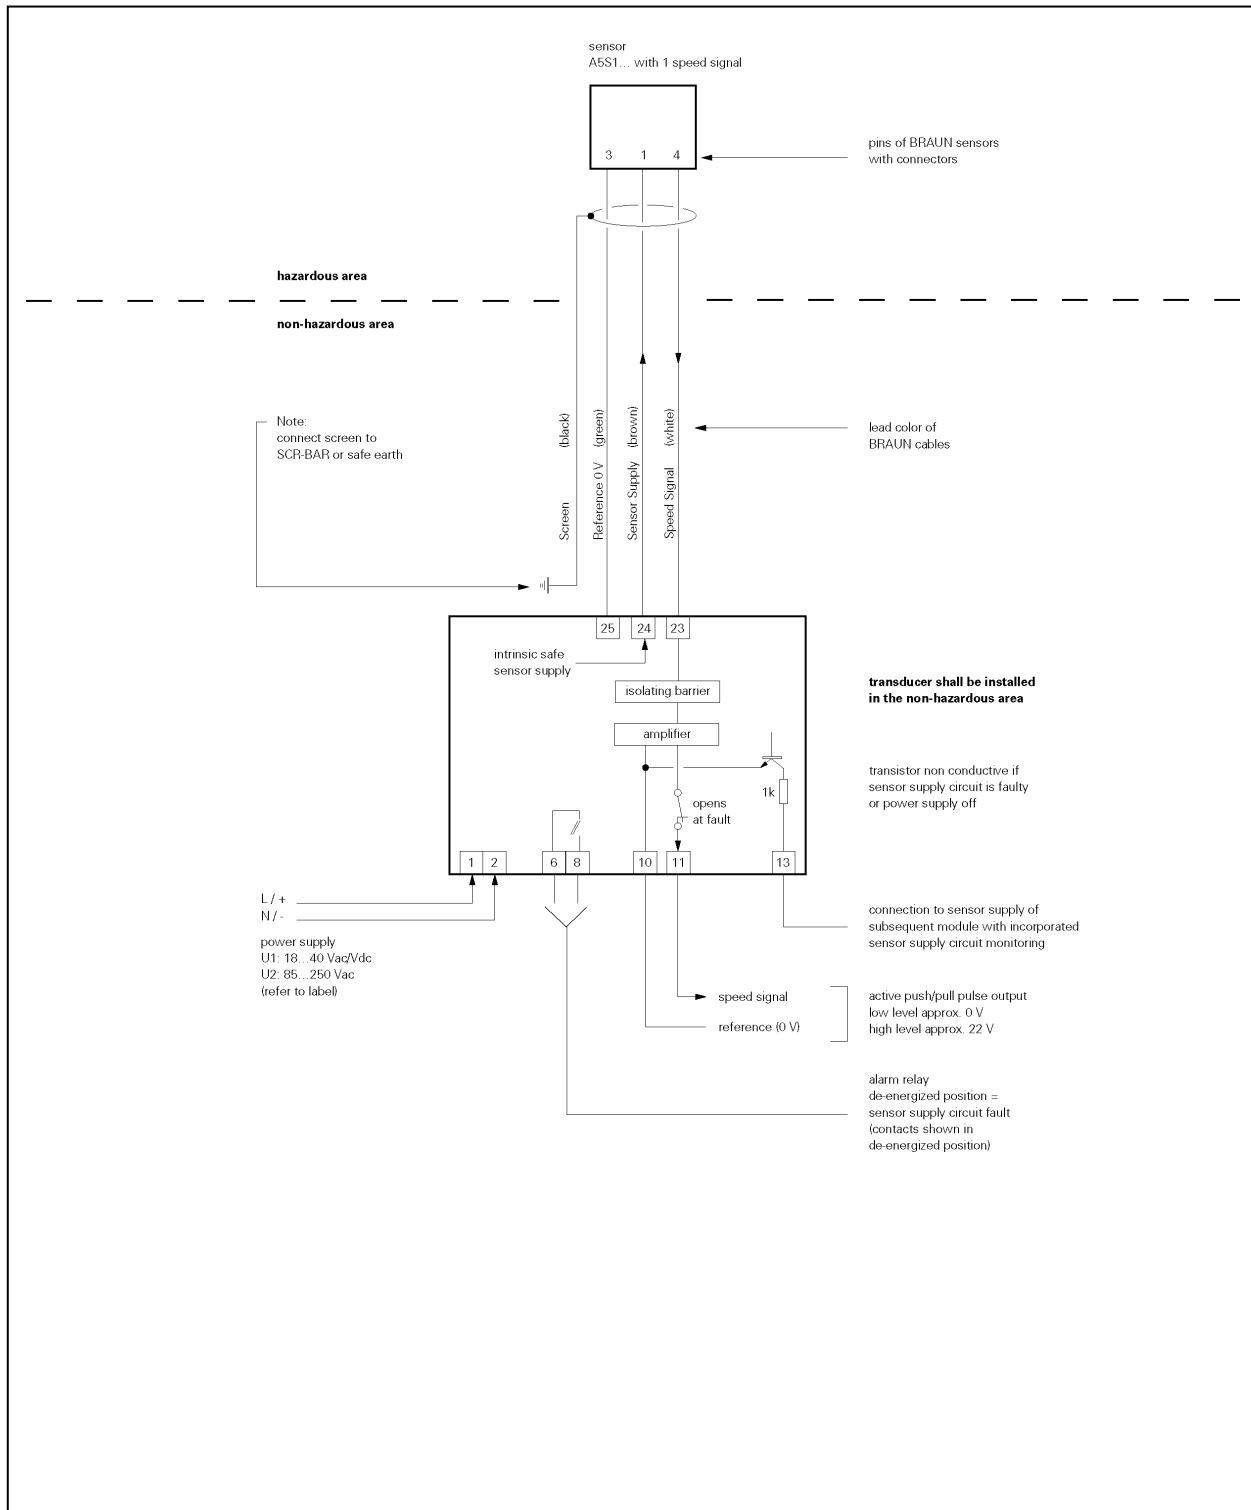 sensor
A5S1... with 1 speed signal
3 1 4
pins of BRAUN sensors
with connectors
hazardous area
non-hazardous area
Note:
connect screen to
SCR-BAR or safe earth
Screen (black)
Reference 0 V (green)
Sensor Supply (brown)
Speed Signal (white)
lead color of
BRAUN cables
25 24 23
intrinsic safe
sensor supply
isolating barrier
amplifier
transducer shall be installed
in the non-hazardous area
transistor non conductive if
sensor supply circuit is faulty
or power supply off
1k
opens
at fault
1 2 6 8 10 11 13
L / +
N / -
power supply
U1: 18...40 Vac/Vdc
U2: 85...250 Vac
(refer to label)
connection to sensor supply of
subsequent module with incorporated
sensor supply circuit monitoring
speed signal
reference (0 V)
active push/pull pulse output
low level approx. 0 V
high level approx. 22 V
alarm relay
de-energized position =
sensor supply circuit fault
(contacts shown in
de-energized position)